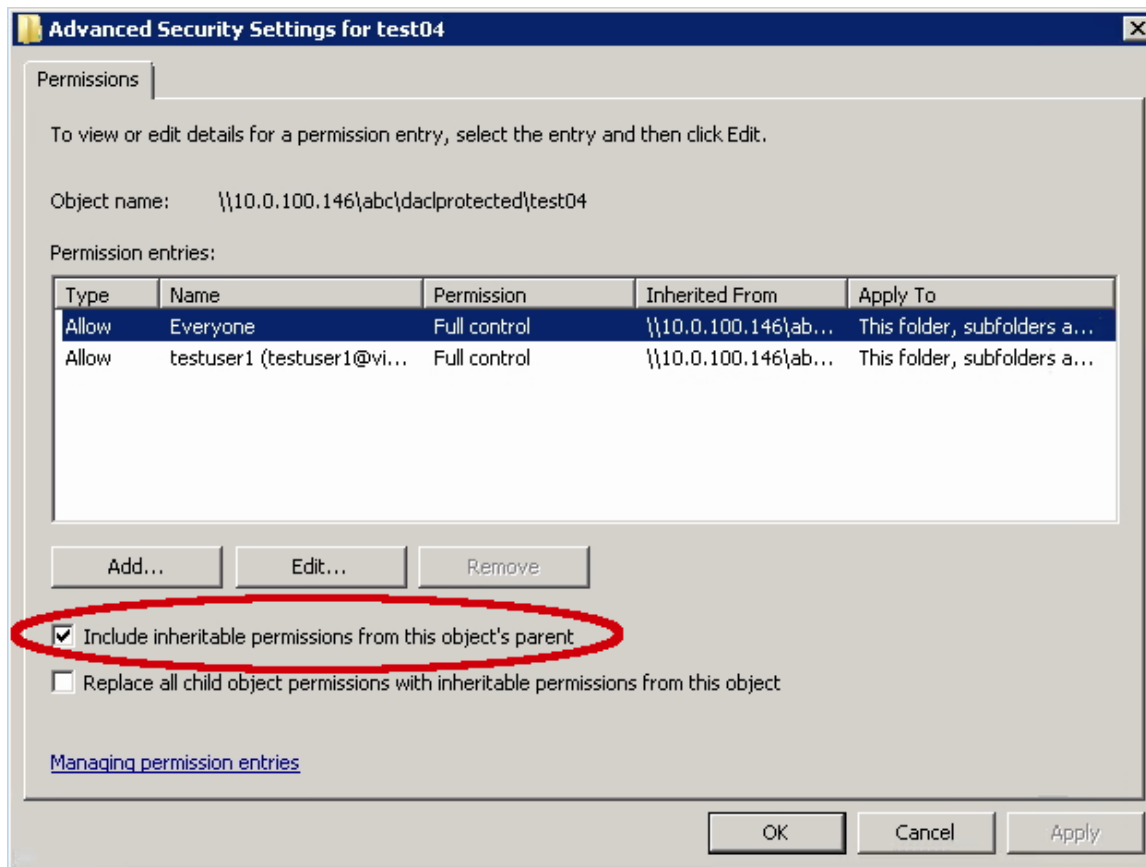 Advanced Security Settings for test04
Permissions
To view or edit details for a permission entry, select the entry and then click Edit.
Object name: \\10.0.100.146\abc\daclprotected\test04
Permission entries:
Type Name Permission Inherited From Apply To
Allow Everyone Full control \\10.0.100.146\ab... This folder, subfolders a...
Allow testuser1 (testuser1@vi... Full control \\10.0.100.146\ab... This folder, subfolders a...
Add... Edit... Remove
Include inheritable permissions from this object's parent
Replace all child object permissions with inheritable permissions from this object
Managing permission entries
OK Cancel Apply